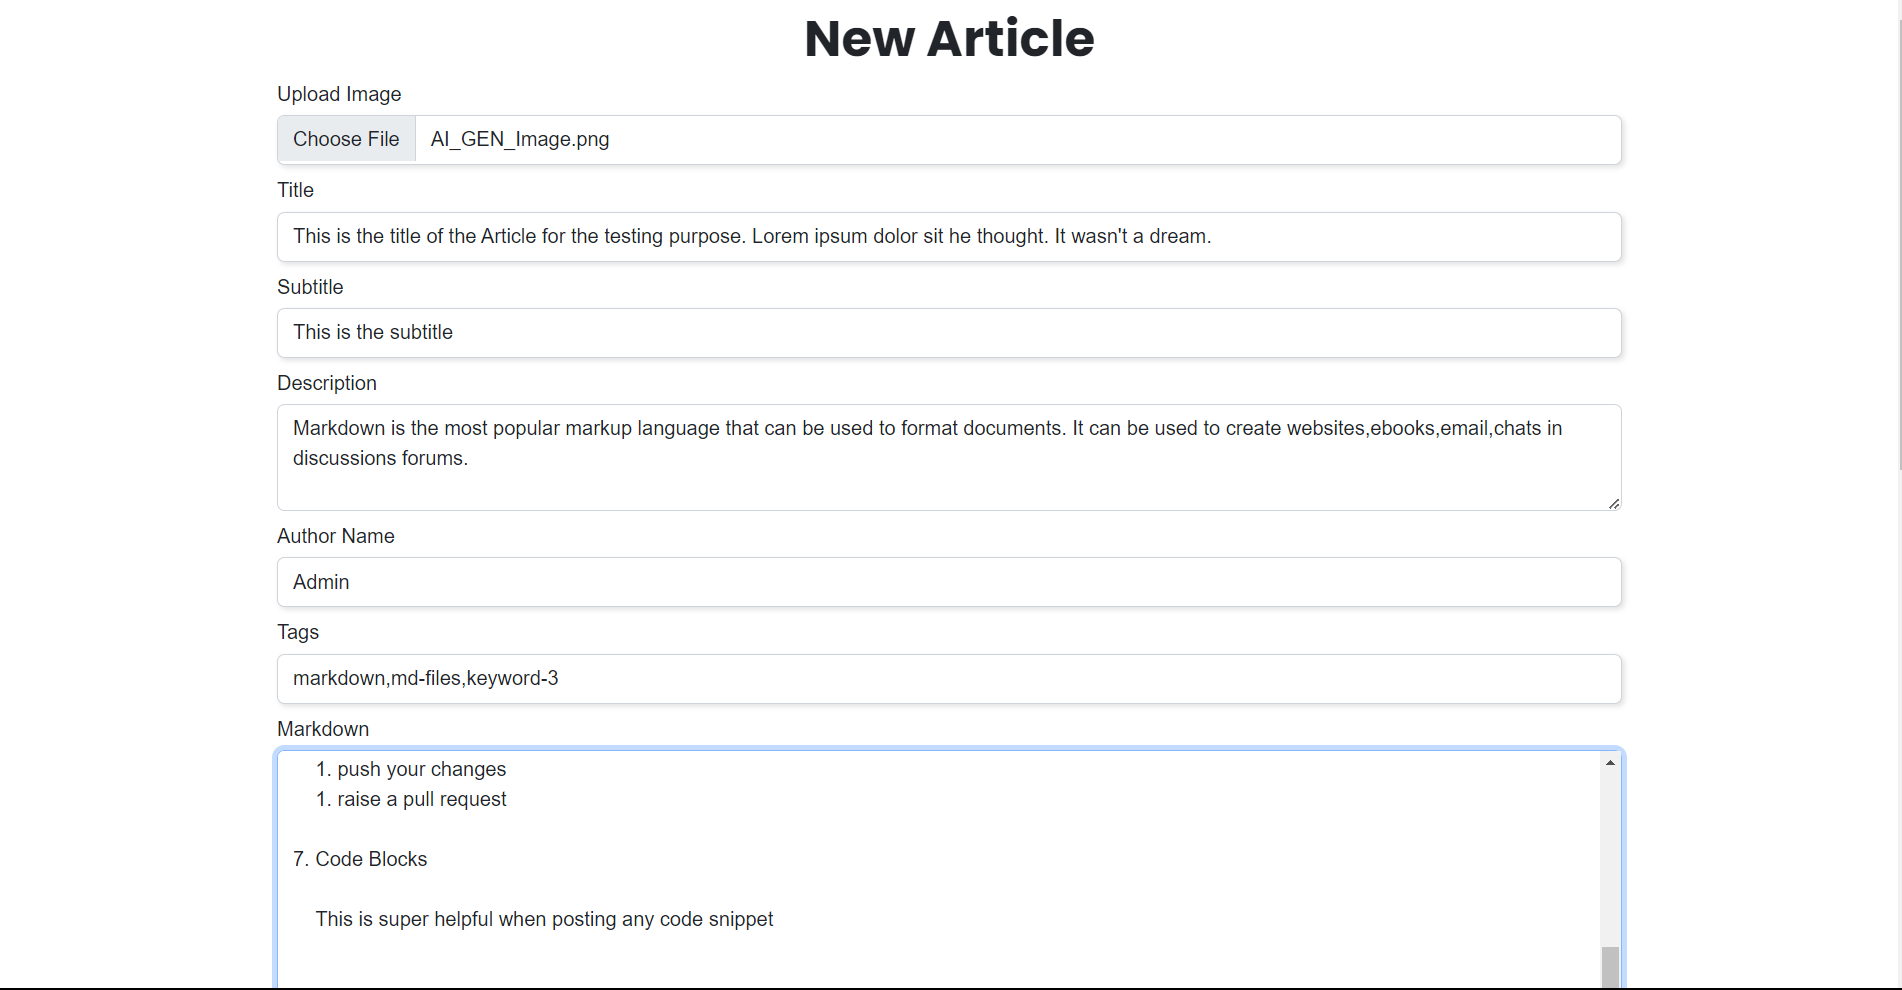 New Article
Upload Image
Choose File AI_GEN_Image.png
Title
This is the title of the Article for the testing purpose. Lorem ipsum dolor sit he thought. It wasn't a dream.
Subtitle
This is the subtitle
Description
Markdown is the most popular markup language that can be used to format documents. It can be used to create websites,ebooks,email,chats in
discussions forums.
Author Name
Admin
Tags
markdown,md-files,keyword-3
Markdown
1. push your changes
1. raise a pull request
7. Code Blocks
This is super helpful when posting any code snippet